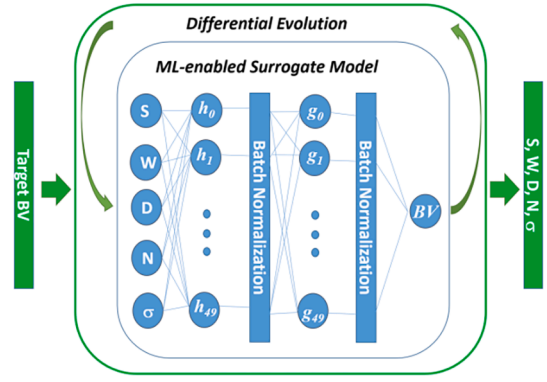 Differential Evolution
ML-enabled Surrogate Model
Target BV
S
W
D
N
σ
h0
h1
h49
Batch Normalization
g0
g1
g49
Batch Normalization
BV
S, W, D, N, σ